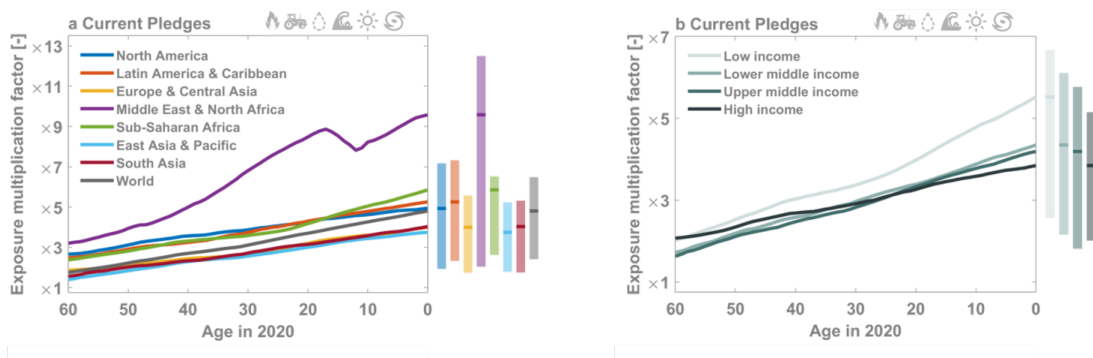 a Current Pledges
Exposure multiplication factor [-]
×13
×11
×9
×7
×5
×3
×1
North America
Latin America & Caribbean
Europe & Central Asia
Middle East & North Africa
Sub-Saharan Africa
East Asia & Pacific
South Asia
World
60 50 40 30 20 10 0
Age in 2020
b Current Pledges
Exposure multiplication factor [-]
×7
×5
×3
×1
Low income
Lower middle income
Upper middle income
High income
60 50 40 30 20 10 0
Age in 2020